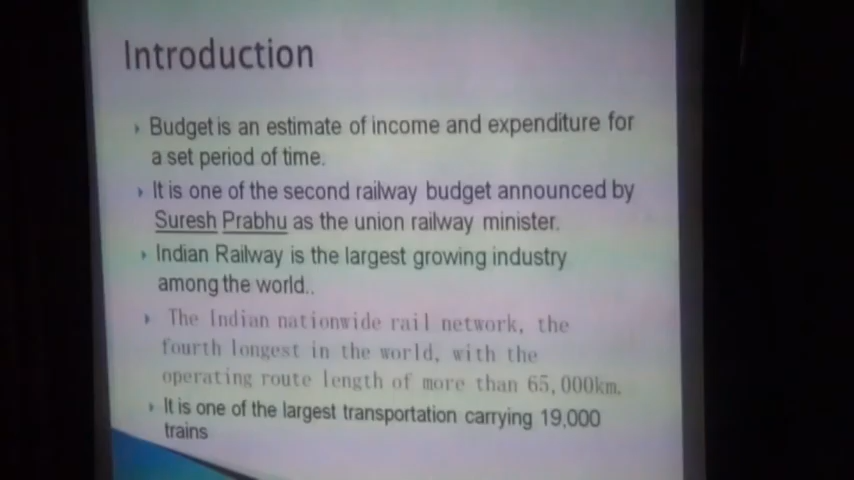 Introduction
Budget is an estimate of income and expenditure for
a set period of time.
It is one of the second railway budget announced by
Suresh Prabhu as the union railway minister.
Indian Railway is the largest growing industry
among the world..
The Indian nationwide rail network, the
fourth longest in the world, with the
operating route length of more than 65,000km.
It is one of the largest transportation carrying 19,000
trains